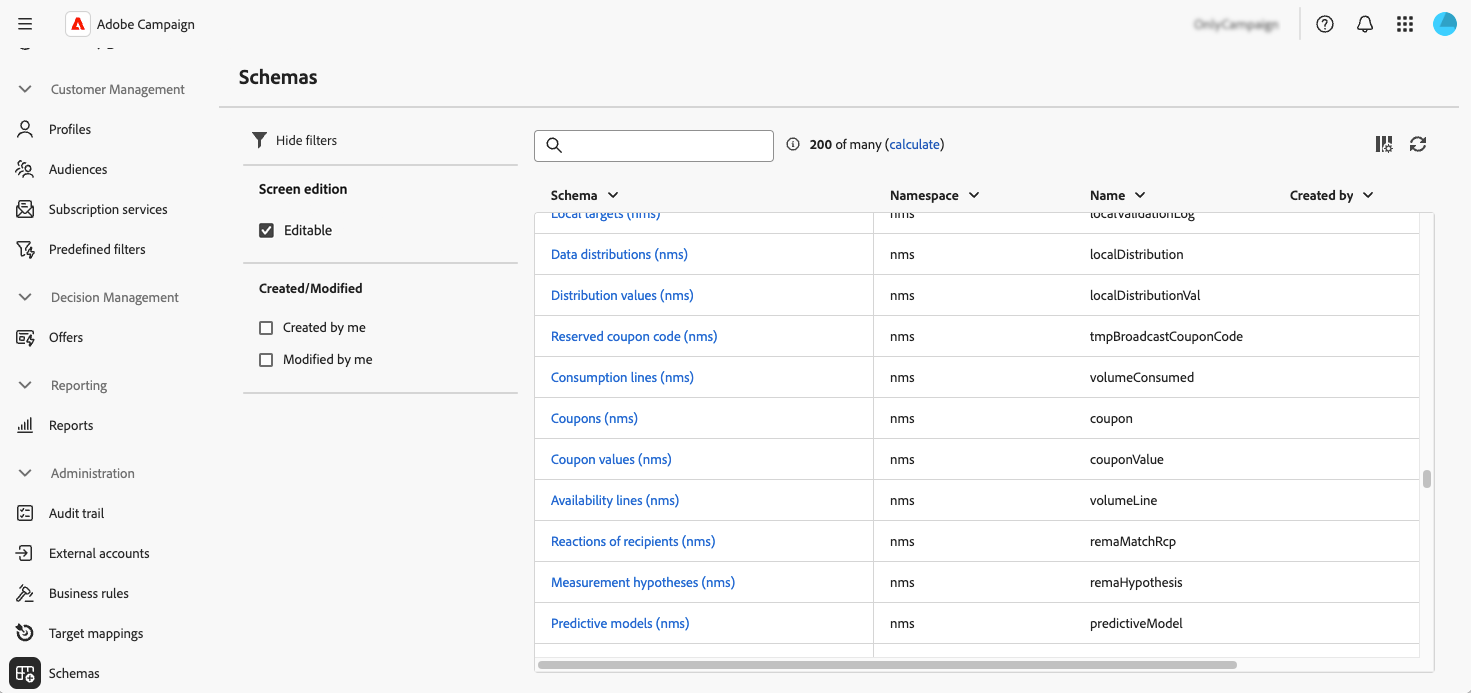 Adobe Campaign
Customer Management
Profiles
Audiences
Subscription services
Predefined filters
Decision Management
Offers
Reporting
Reports
Administration
Audit trail
External accounts
Business rules
Target mappings
Schemas
Schemas
Hide filters
Screen edition
Editable
Created/Modified
Created by me
Modified by me
200 of many (calculate)
Schema Namespace Name Created by
Local targets (nms) nms localValidationLog
Data distributions (nms) nms localDistribution
Distribution values (nms) nms localDistributionVal
Reserved coupon code (nms) nms tmpBroadcastCouponCode
Consumption lines (nms) nms volumeConsumed
Coupons (nms) nms coupon
Coupon values (nms) nms couponValue
Availability lines (nms) nms volumeLine
Reactions of recipients (nms) nms remaMatchRcp
Measurement hypotheses (nms) nms remaHypothesis
Predictive models (nms) nms predictiveModel